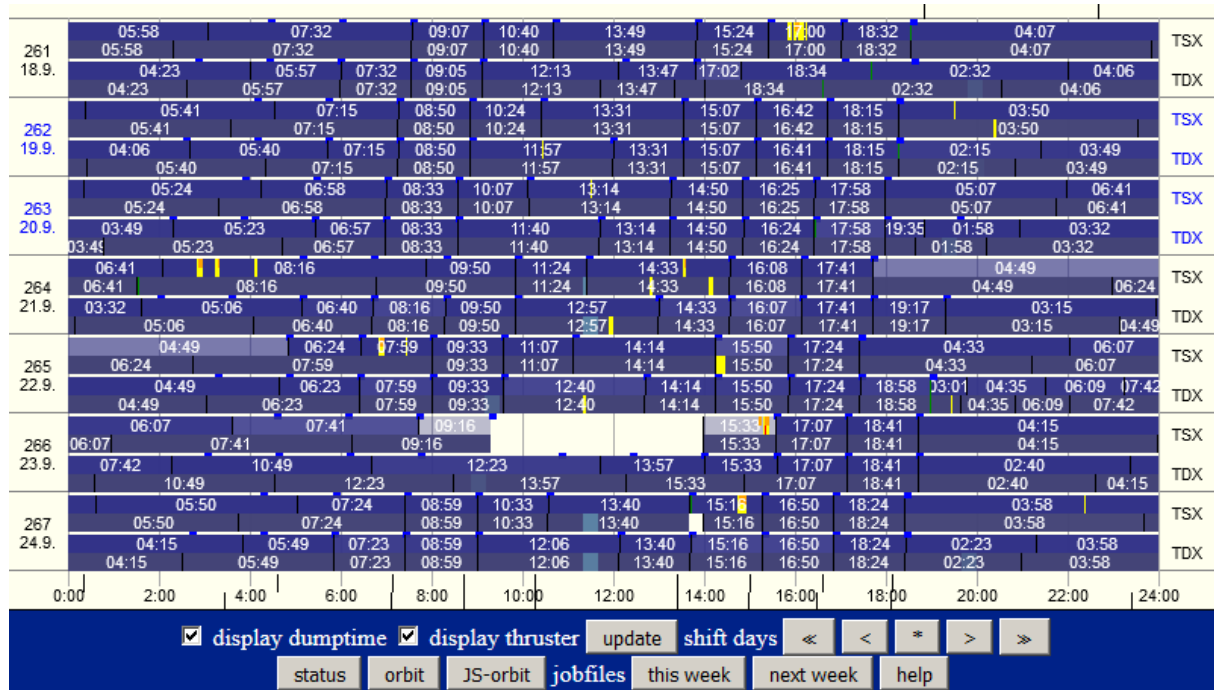 05:58 07:32 09:07 10:40 13:49 15:24 17:00 18:32 04:07 TSX
261 05:58 07:32 09:07 10:40 13:49 15:24 17:00 18:32 04:07
18.9. 04:23 05:57 07:32 09:05 12:13 13:47 17:02 18:34 02:32 04:06 TDX
04:23 05:57 07:32 09:05 12:13 13:47 18:34 02:32 04:06
05:41 07:15 08:50 10:24 13:31 15:07 16:42 18:15 03:50 TSX
262 05:41 07:15 08:50 10:24 13:31 15:07 16:42 18:15 03:50
19.9. 04:06 05:40 07:15 08:50 11:57 13:31 15:07 16:41 18:15 02:15 03:49 TDX
05:40 07:15 08:50 11:57 13:31 15:07 16:41 18:15 02:15 03:49
05:24 06:58 08:33 10:07 13:14 14:50 16:25 17:58 05:07 06:41 TSX
263 05:24 06:58 08:33 10:07 13:14 14:50 16:25 17:58 05:07 06:41
20.9. 03:49 05:23 06:57 08:33 11:40 13:14 14:50 16:24 17:58 19:35 01:58 03:32 TDX
03:49 05:23 06:57 08:33 11:40 13:14 14:50 16:24 17:58 01:58 03:32
06:41 08:16 09:50 11:24 14:33 16:08 17:41 04:49 TSX
264 06:41 08:16 09:50 11:24 14:33 16:08 17:41 04:49 06:24
21.9. 03:32 05:06 06:40 08:16 09:50 12:57 14:33 16:07 17:41 19:17 03:15 TDX
05:06 06:40 08:16 09:50 12:57 14:33 16:07 17:41 19:17 03:15 04:49
04:49 06:24 07:59 09:33 11:07 14:14 15:50 17:24 04:33 06:07 TSX
265 06:24 07:59 09:33 11:07 14:14 15:50 17:24 04:33 06:07
22.9. 04:49 06:23 07:59 09:33 12:40 14:14 15:50 17:24 18:58 03:01 04:35 06:09 07:42 TDX
04:49 06:23 07:59 09:33 12:40 14:14 15:50 17:24 18:58 04:35 06:09 07:42
06:07 07:41 09:16 15:33 17:07 18:41 04:15 TSX
266 06:07 07:41 09:16 15:33 17:07 18:41 04:15
23.9. 07:42 10:49 12:23 13:57 15:33 17:07 18:41 02:40 TDX
10:49 12:23 13:57 15:33 17:07 18:41 02:40 04:15
05:50 07:24 08:59 10:33 13:40 15:16 16:50 18:24 03:58 TSX
267 05:50 07:24 08:59 10:33 13:40 15:16 16:50 18:24 03:58
24.9. 04:15 05:49 07:23 08:59 12:06 13:40 15:16 16:50 18:24 02:23 03:58 TDX
04:15 05:49 07:23 08:59 12:06 13:40 15:16 16:50 18:24 02:23 03:58
0:00 2:00 4:00 6:00 8:00 10:00 12:00 14:00 16:00 18:00 20:00 22:00 24:00
display dumptime display thruster update shift days « < * > »
status orbit JS-orbit jobfiles this week next week help